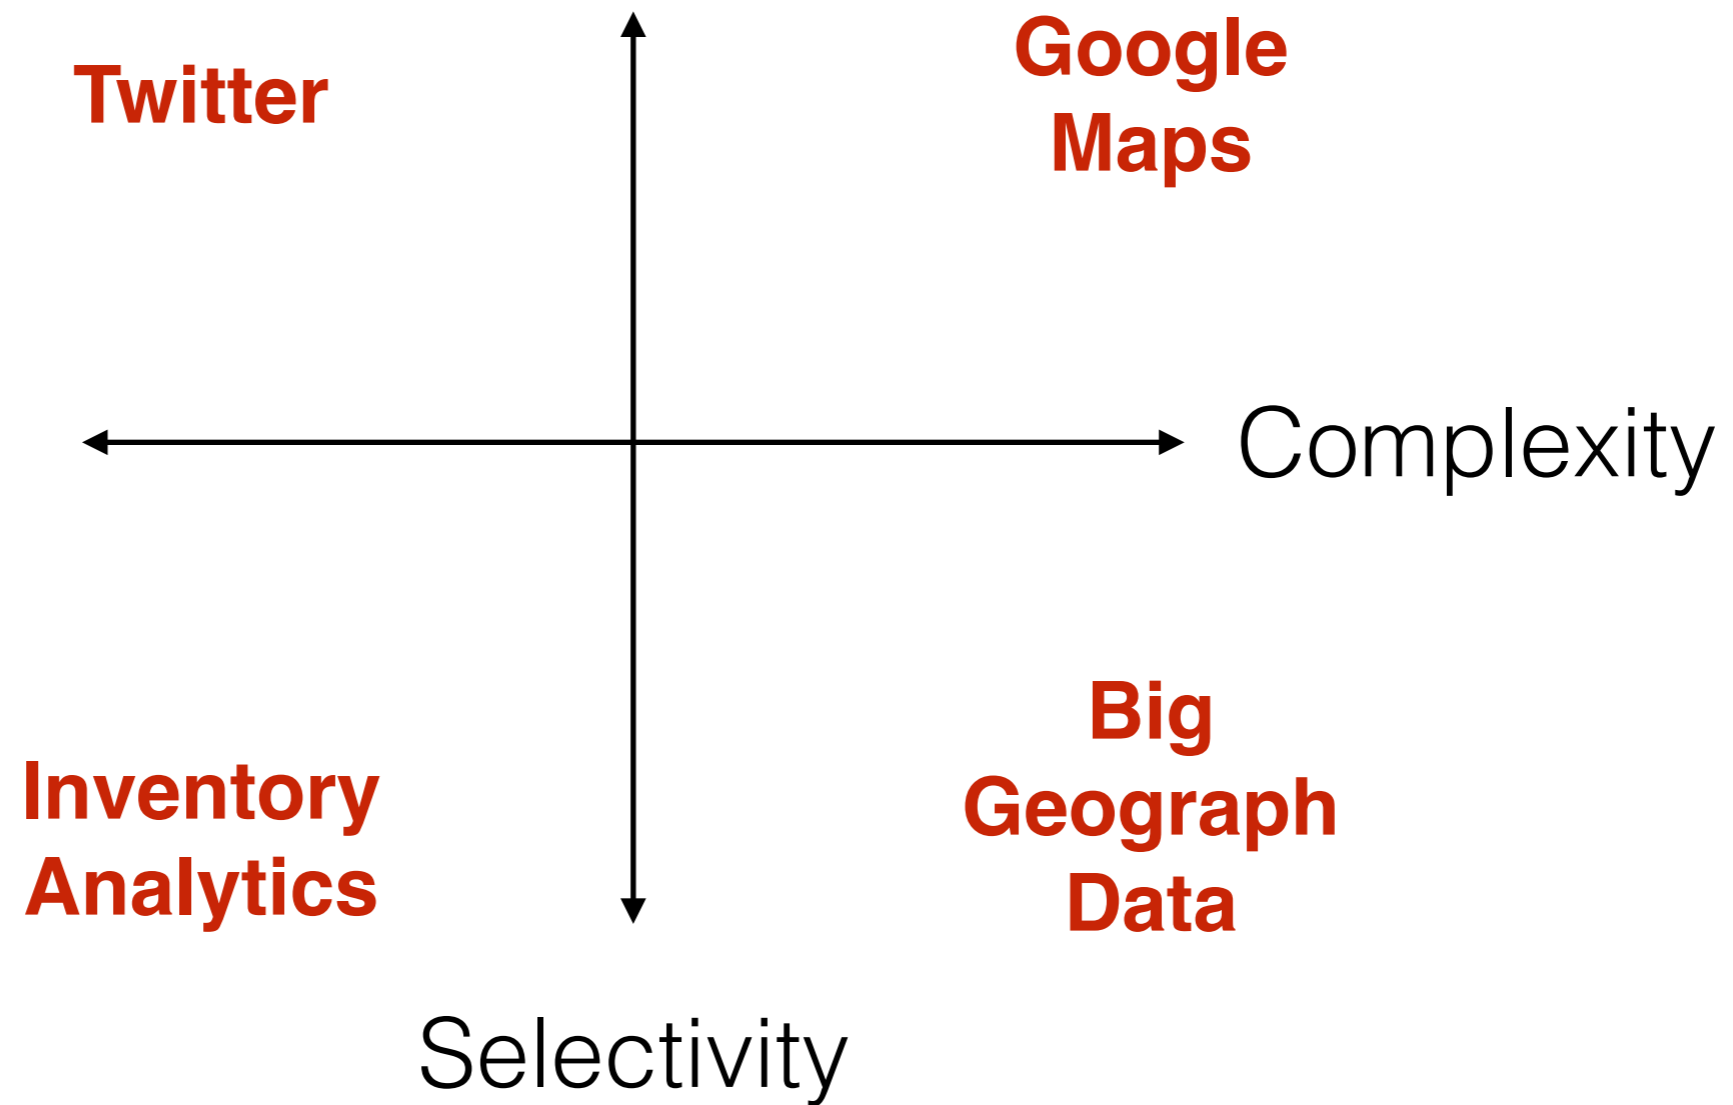 Twitter
Google
Maps
Complexity
Inventory
Analytics
Big
Geograph
Data
Selectivity